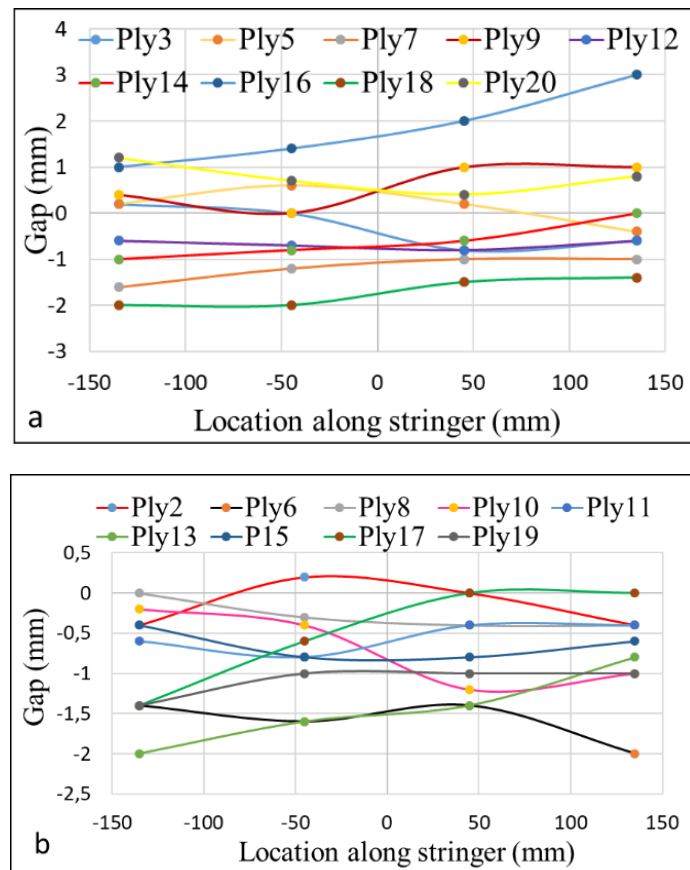 4
Ply3 Ply5 Ply7 Ply9 Ply12
3
Ply14 Ply16 Ply18 Ply20
2
1
0
-1
-2
-3
Gap (mm)
-150 -100 -50 0 50 100 150
a
Location along stringer (mm)
Ply2 Ply6 Ply8 Ply10 Ply11
Ply13 P15 Ply17 Ply19
0,5
0
-0,5
-1
-1,5
-2
-2,5
Gap (mm)
-150 -100 -50 0 50 100 150
b
Location along stringer (mm)